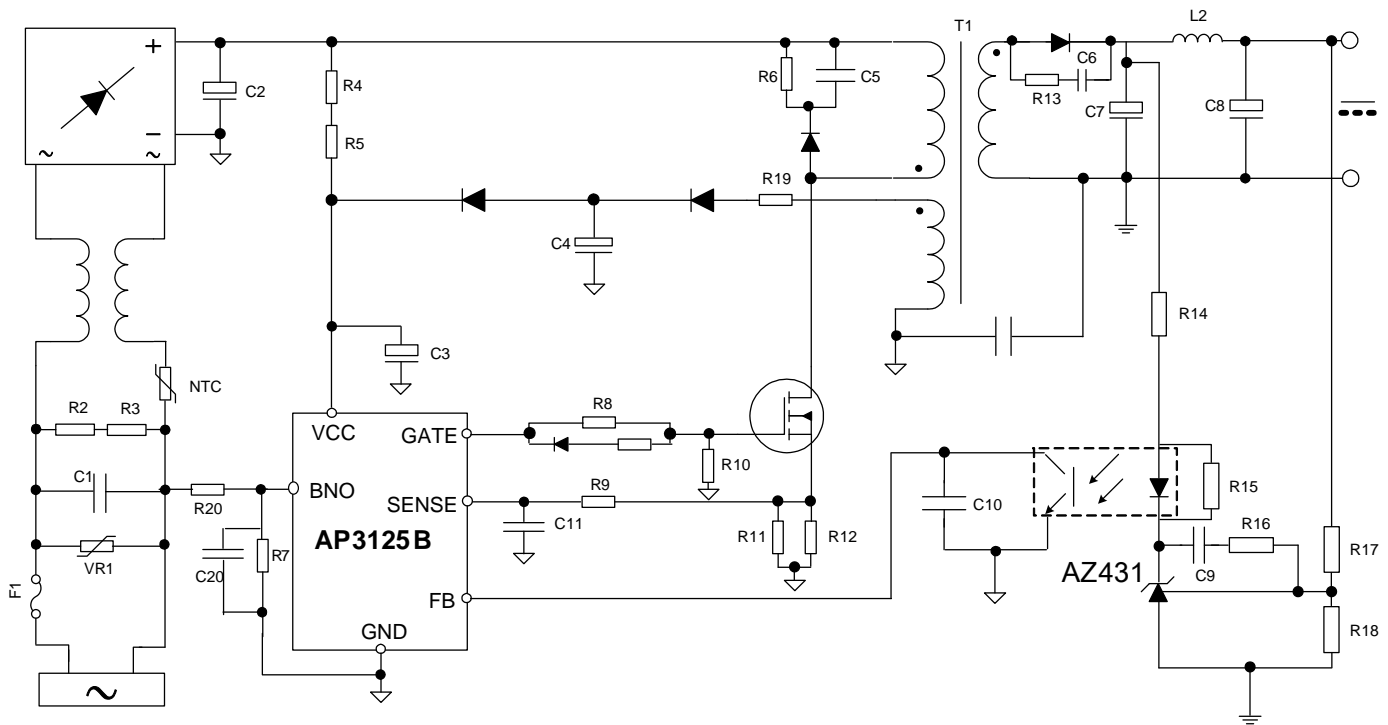 T1
L2
+
C2
R4
R6
C5
C6
R13
C7
C8
−
~
~
R5
R19
C4
R14
C3
NTC
R2
R3
R8
VCC
GATE
R10
C1
R20
BNO
SENSE
R9
C10
R15
C11
R11
R12
R16
R17
AP3125B
VR1
C20
R7
AZ431
C9
F1
FB
R18
GND
~